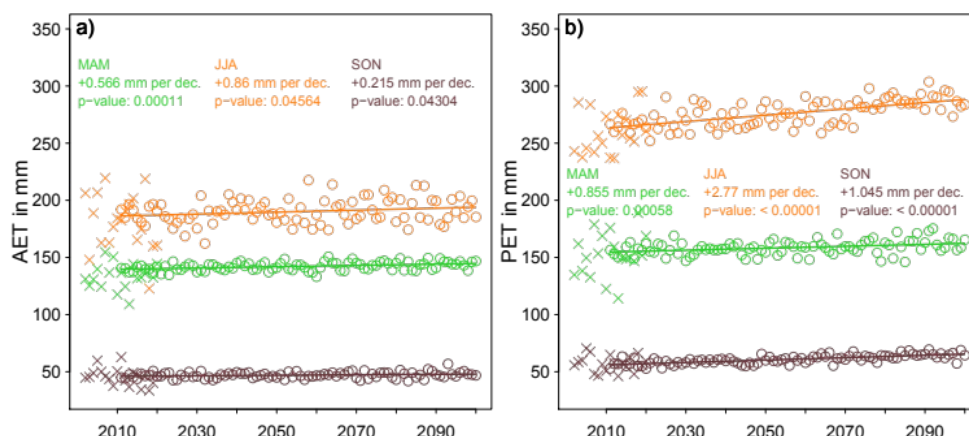 a)
AET in mm
350
300
250
200
150
100
50
MAM JJA SON
+0.566 mm per dec. +0.86 mm per dec. +0.215 mm per dec.
p−value: 0.00011 p−value: 0.04564 p−value: 0.04304
2010 2030 2050 2070 2090
b)
PET in mm
350
300
250
200
150
100
50
MAM JJA SON
+0.855 mm per dec. +2.77 mm per dec. +1.045 mm per dec.
p−value: 0.00058 p−value: < 0.00001 p−value: < 0.00001
2010 2030 2050 2070 2090